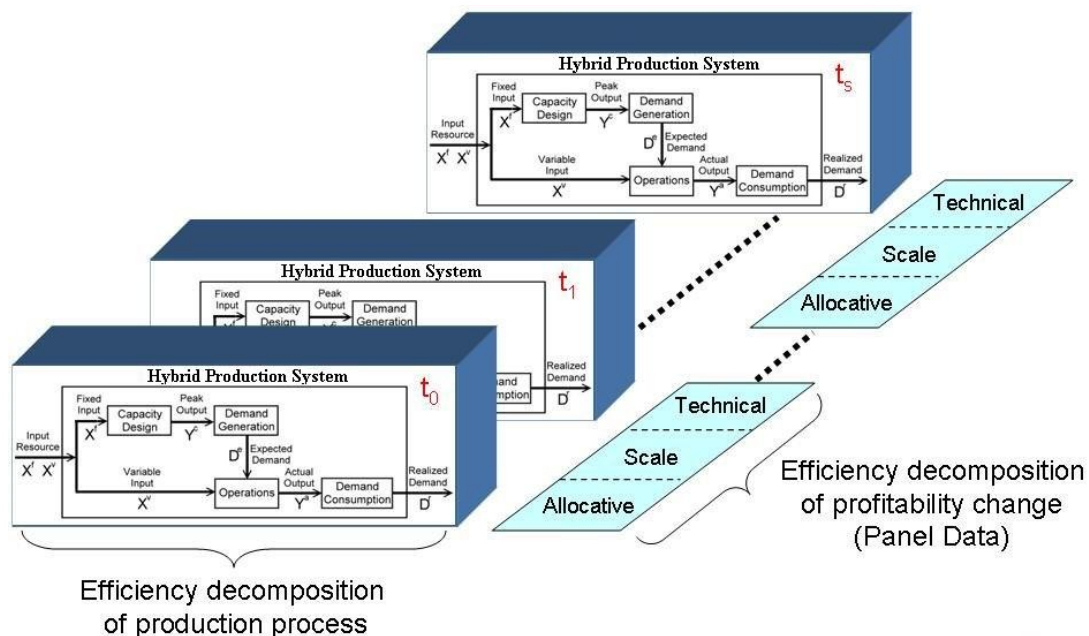 Hybrid Production System
t_s
Fixed
Input
X^f
Capacity
Design
Peak
Output
Y^c
Demand
Generation
Input
Resource
X^f X^v
D^e
Expected
Demand
Variable
Input
X^v
Operations
Actual
Output
Y^a
Demand
Consumption
Realized
Demand
D^r
Technical
Scale
Allocative
Hybrid Production System
t_1
Fixed
Input
Capacity
Design
Peak
Output
Demand
Generation
Realized
Demand
D^r
Hybrid Production System
t_0
Fixed
Input
X^f
Capacity
Design
Peak
Output
Y^c
Demand
Generation
Input
Resource
X^f X^v
D^e
Expected
Demand
Variable
Input
X^v
Operations
Actual
Output
Y^a
Demand
Consumption
Realized
Demand
D^r
Technical
Scale
Allocative
Efficiency decomposition
of profitability change
(Panel Data)
Efficiency decomposition
of production process